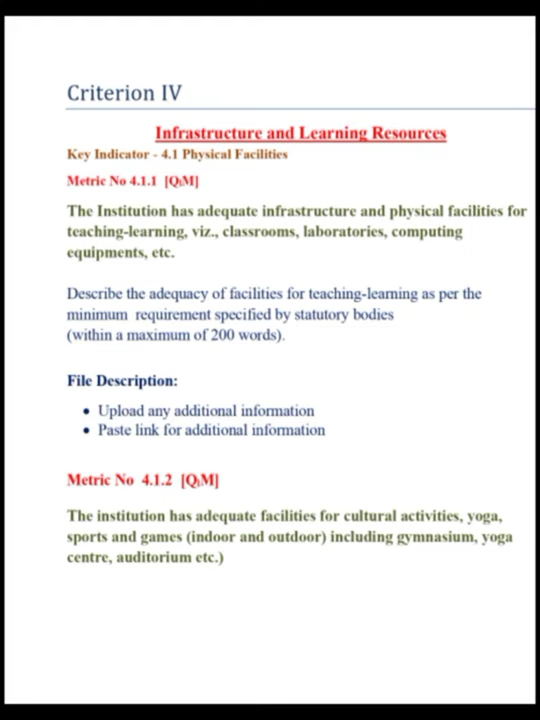 Criterion IV
Infrastructure and Learning Resources
Key Indicator - 4.1 Physical Facilities
Metric No 4.1.1 [QlM]
The Institution has adequate infrastructure and physical facilities for
teaching-learning, viz., classrooms, laboratories, computing
equipments, etc.
Describe the adequacy of facilities for teaching-learning as per the
minimum requirement specified by statutory bodies
(within a maximum of 200 words).
File Description:
• Upload any additional information
• Paste link for additional information
Metric No 4.1.2 [QlM]
The institution has adequate facilities for cultural activities, yoga,
sports and games (indoor and outdoor) including gymnasium, yoga
centre, auditorium etc.)